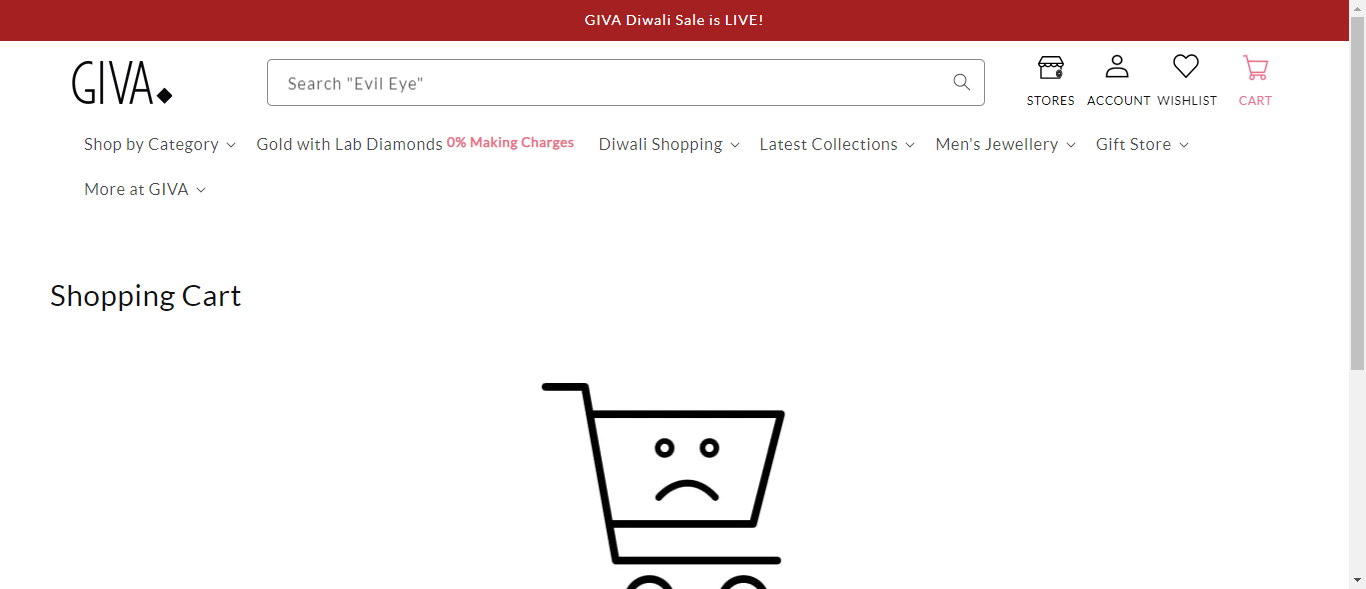 GIVA Diwali Sale is LIVE!
GIVA
Search "Evil Eye"
STORES ACCOUNT WISHLIST CART
Shop by Category Gold with Lab Diamonds 0% Making Charges Diwali Shopping Latest Collections Men's Jewellery Gift Store
More at GIVA
Shopping Cart